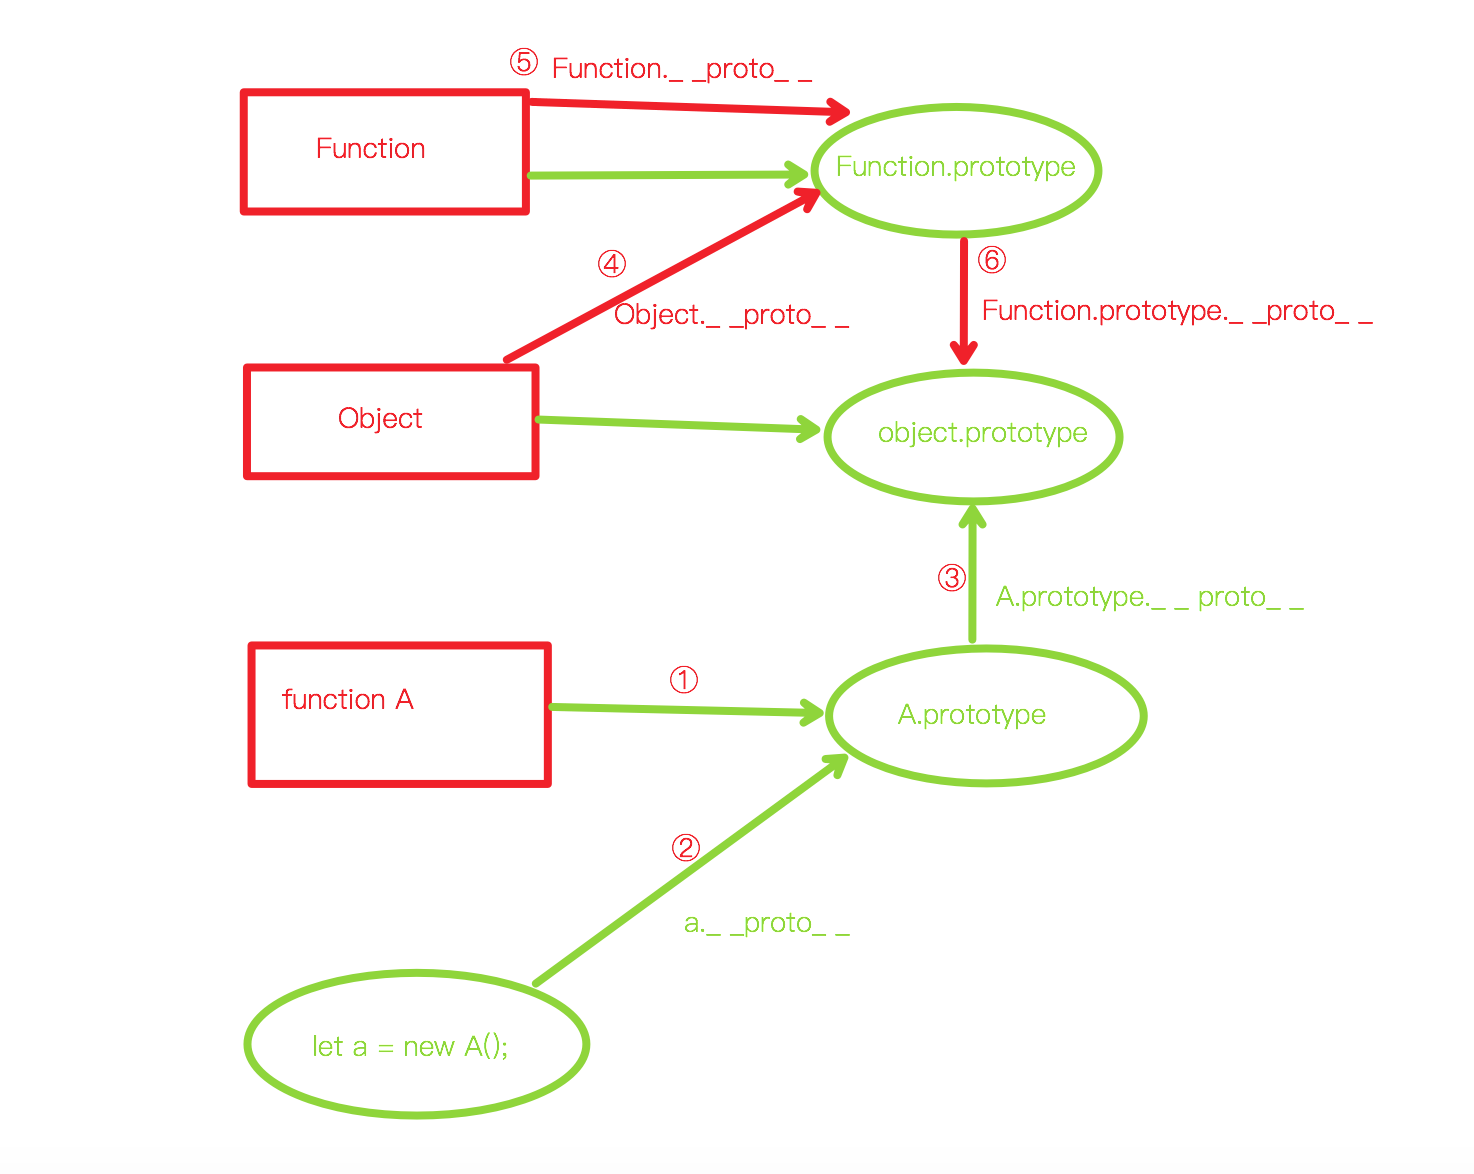 ⑤ Function._ _proto_ _
Function
Function.prototype
④
⑥
Object._ _proto_ _
Function.prototype._ _proto_ _
Object
object.prototype
③
A.prototype._ _ proto_ _
①
function A
A.prototype
②
a._ _proto_ _
let a = new A();